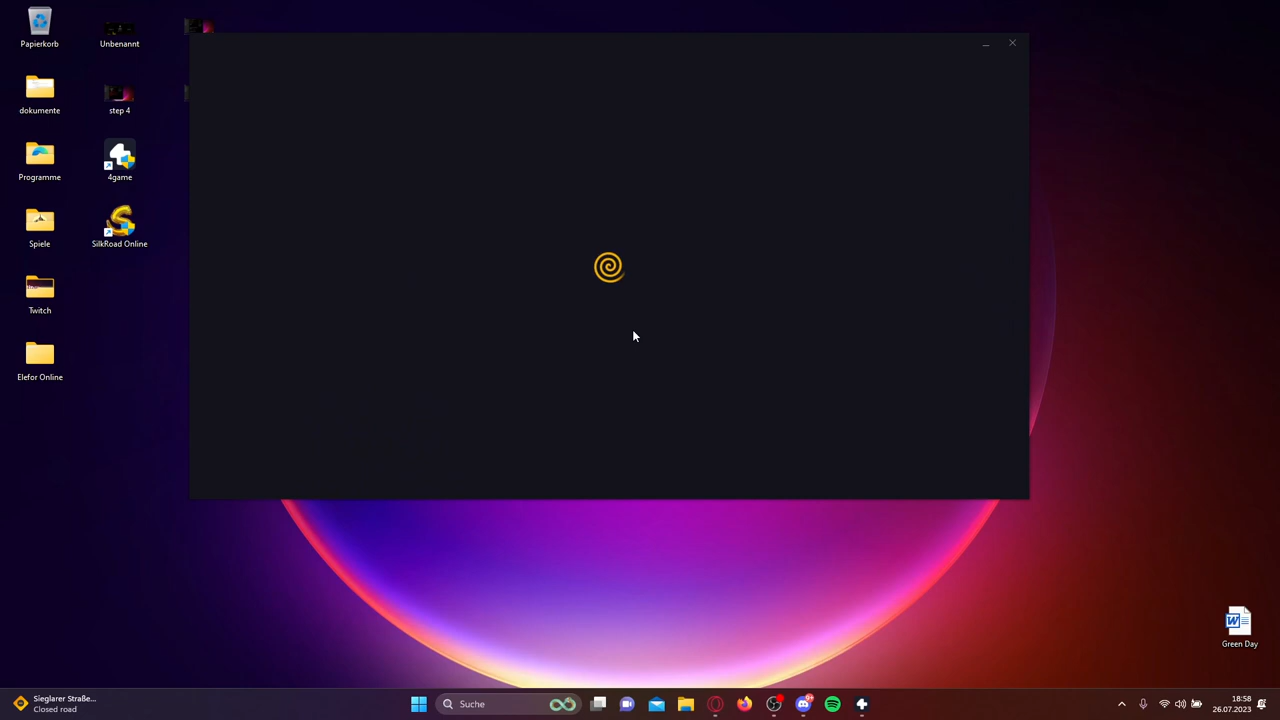 Papierkorb
Unbenannt
dokumente
step 4
Programme
4game
Spiele
SilkRoad Online
Twitch
Elefor Online
Green Day
Sieglarer Straße...
Closed road
Suche
18:58
26.07.2023